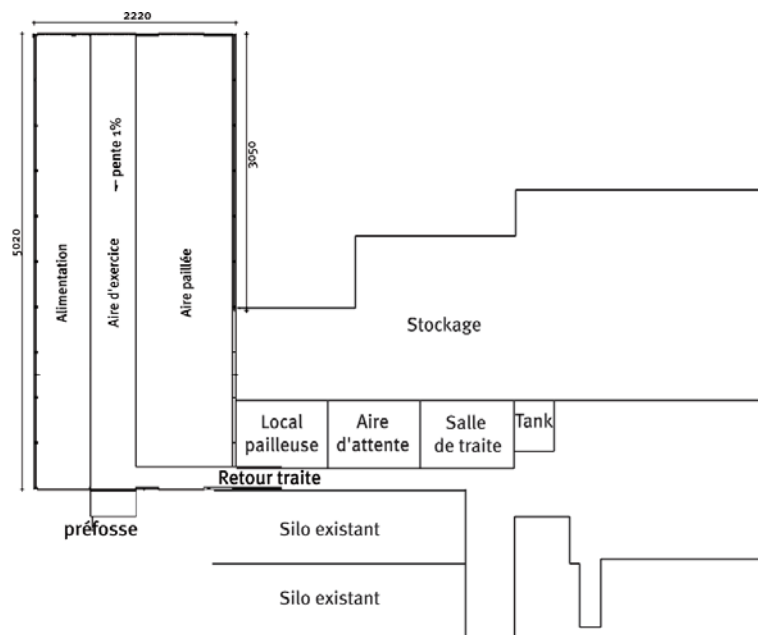 2220
5020
3050
Alimentation
Aire d'exercice
← pente 1%
Aire paillée
Stockage
Local
pailleuse
Aire
d'attente
Salle
de traite
Tank
Retour traite
préfosse
Silo existant
Silo existant